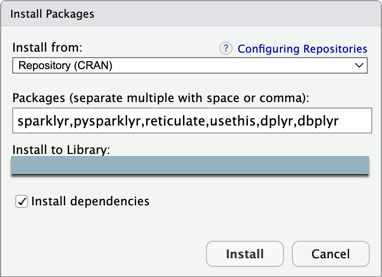 Install Packages
Install from:
? Configuring Repositories
Repository (CRAN)
Packages (separate multiple with space or comma):
sparklyr,pysparklyr,reticulate,usethis,dplyr,dbplyr
Install to Library:
Install dependencies
Install
Cancel